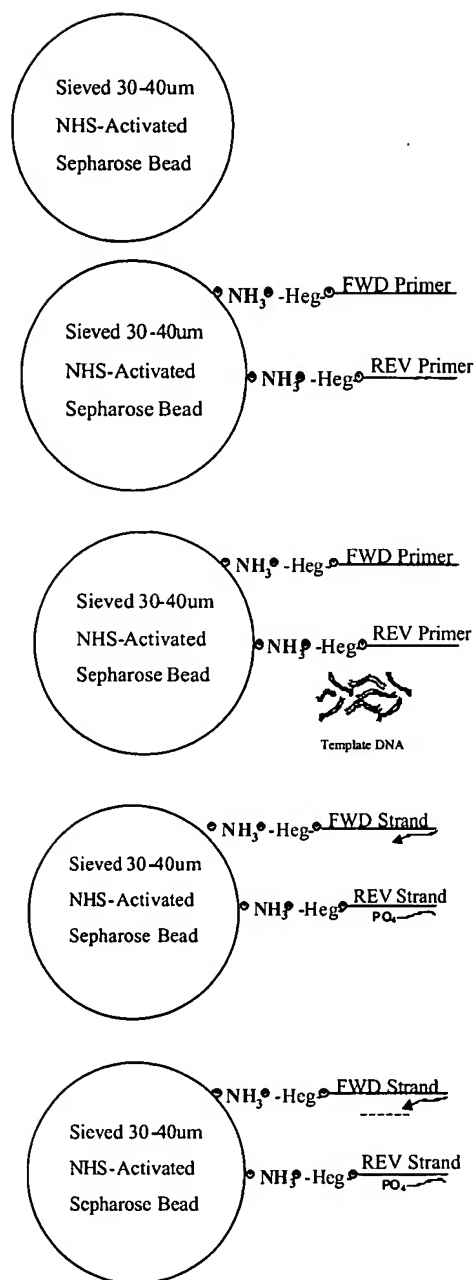 Sieved 30-40um
NHS-Activated
Sepharose Bead
NH3 -Heg- FWD Primer
Sieved 30-40um
NHS-Activated
Sepharose Bead
NH3 -Heg- REV Primer
NH3 -Heg- FWD Primer
Sieved 30-40um
NHS-Activated
Sepharose Bead
NH3 -Heg- REV Primer
Template DNA
NH3 -Heg- FWD Strand
Sieved 30-40um
NHS-Activated
Sepharose Bead
NH3 -Heg- REV Strand
PO4
NH3 -Heg- FWD Strand
Sieved 30-40um
NHS-Activated
Sepharose Bead
NH3 -Heg- REV Strand
PO4